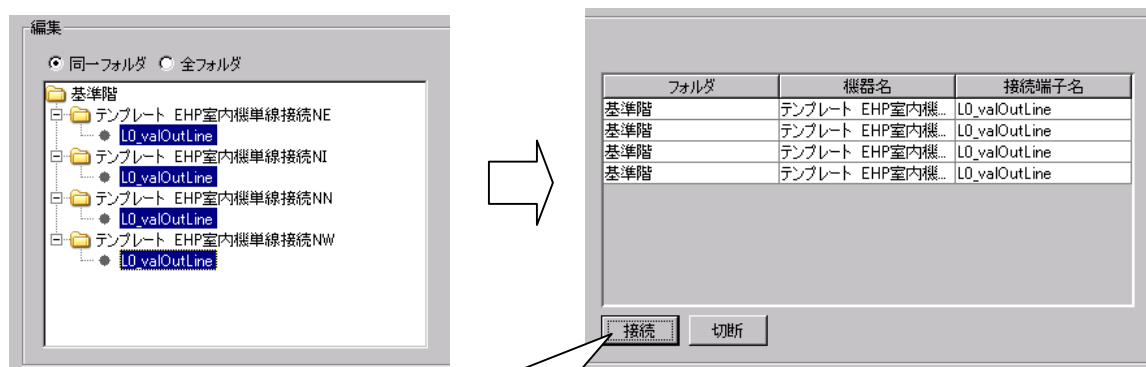 編集
同一フォルダ 全フォルダ
基準階
テンプレート EHP室内機単線接続NE
L0_valOutLine
テンプレート EHP室内機単線接続NI
L0_valOutLine
テンプレート EHP室内機単線接続NN
L0_valOutLine
テンプレート EHP室内機単線接続NW
L0_valOutLine
フォルダ 機器名 接続端子名
基準階 テンプレート EHP室内機... L0_valOutLine
基準階 テンプレート EHP室内機... L0_valOutLine
基準階 テンプレート EHP室内機... L0_valOutLine
基準階 テンプレート EHP室内機... L0_valOutLine
接続 切断